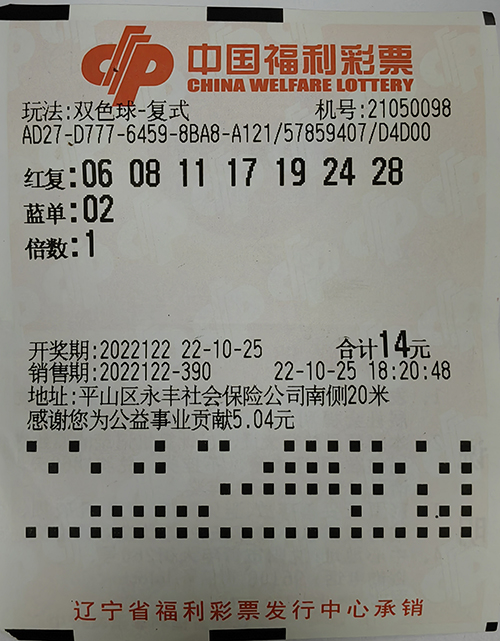 中国福利彩票
CHINA WELFARE LOTTERY
玩法:双色球-复式 机号:21050098
AD27-D777-6459-8BA8-A121/57859407/D4D00
红复:06 08 11 17 19 24 28
蓝单:02
倍数:1
开奖期:2022122 22-10-25 合计14元
销售期:2022122-390 22-10-25 18:20:48
地址:平山区永丰社会保险公司南侧20米
感谢您为公益事业贡献5.04元
辽宁省福利彩票发行中心承销